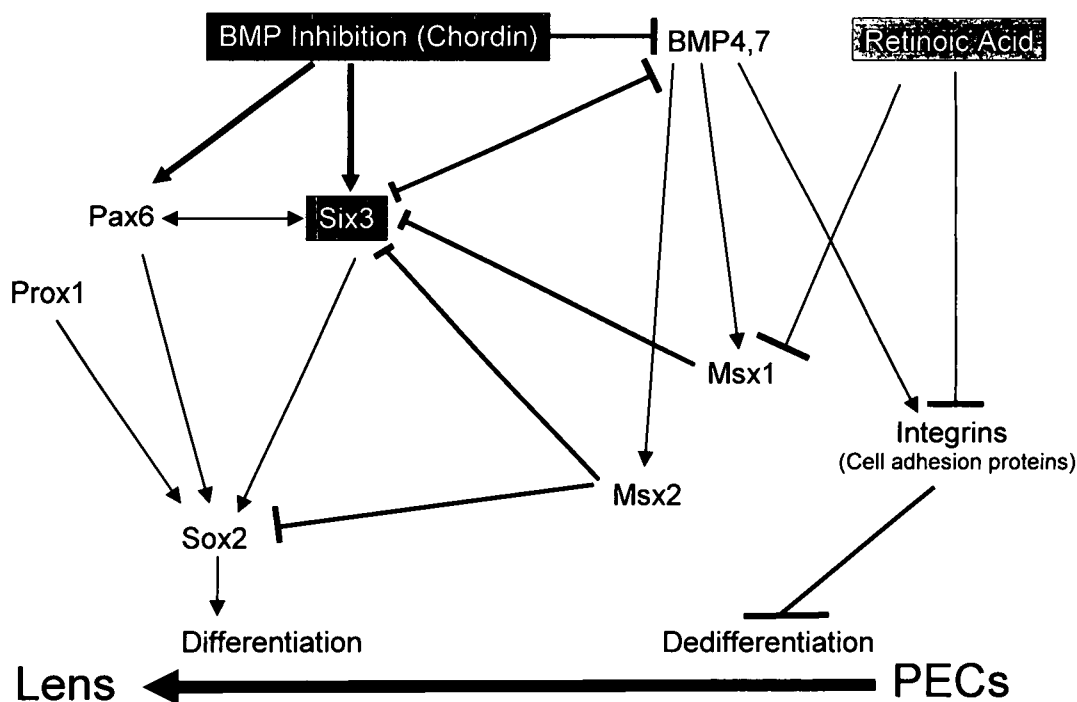 BMP Inhibition (Chordin)
BMP4,7
Retinoic Acid
Pax6
Six3
Prox1
Msx1
Integrins
(Cell adhesion proteins)
Msx2
Sox2
Differentiation
Dedifferentiation
Lens
PECs